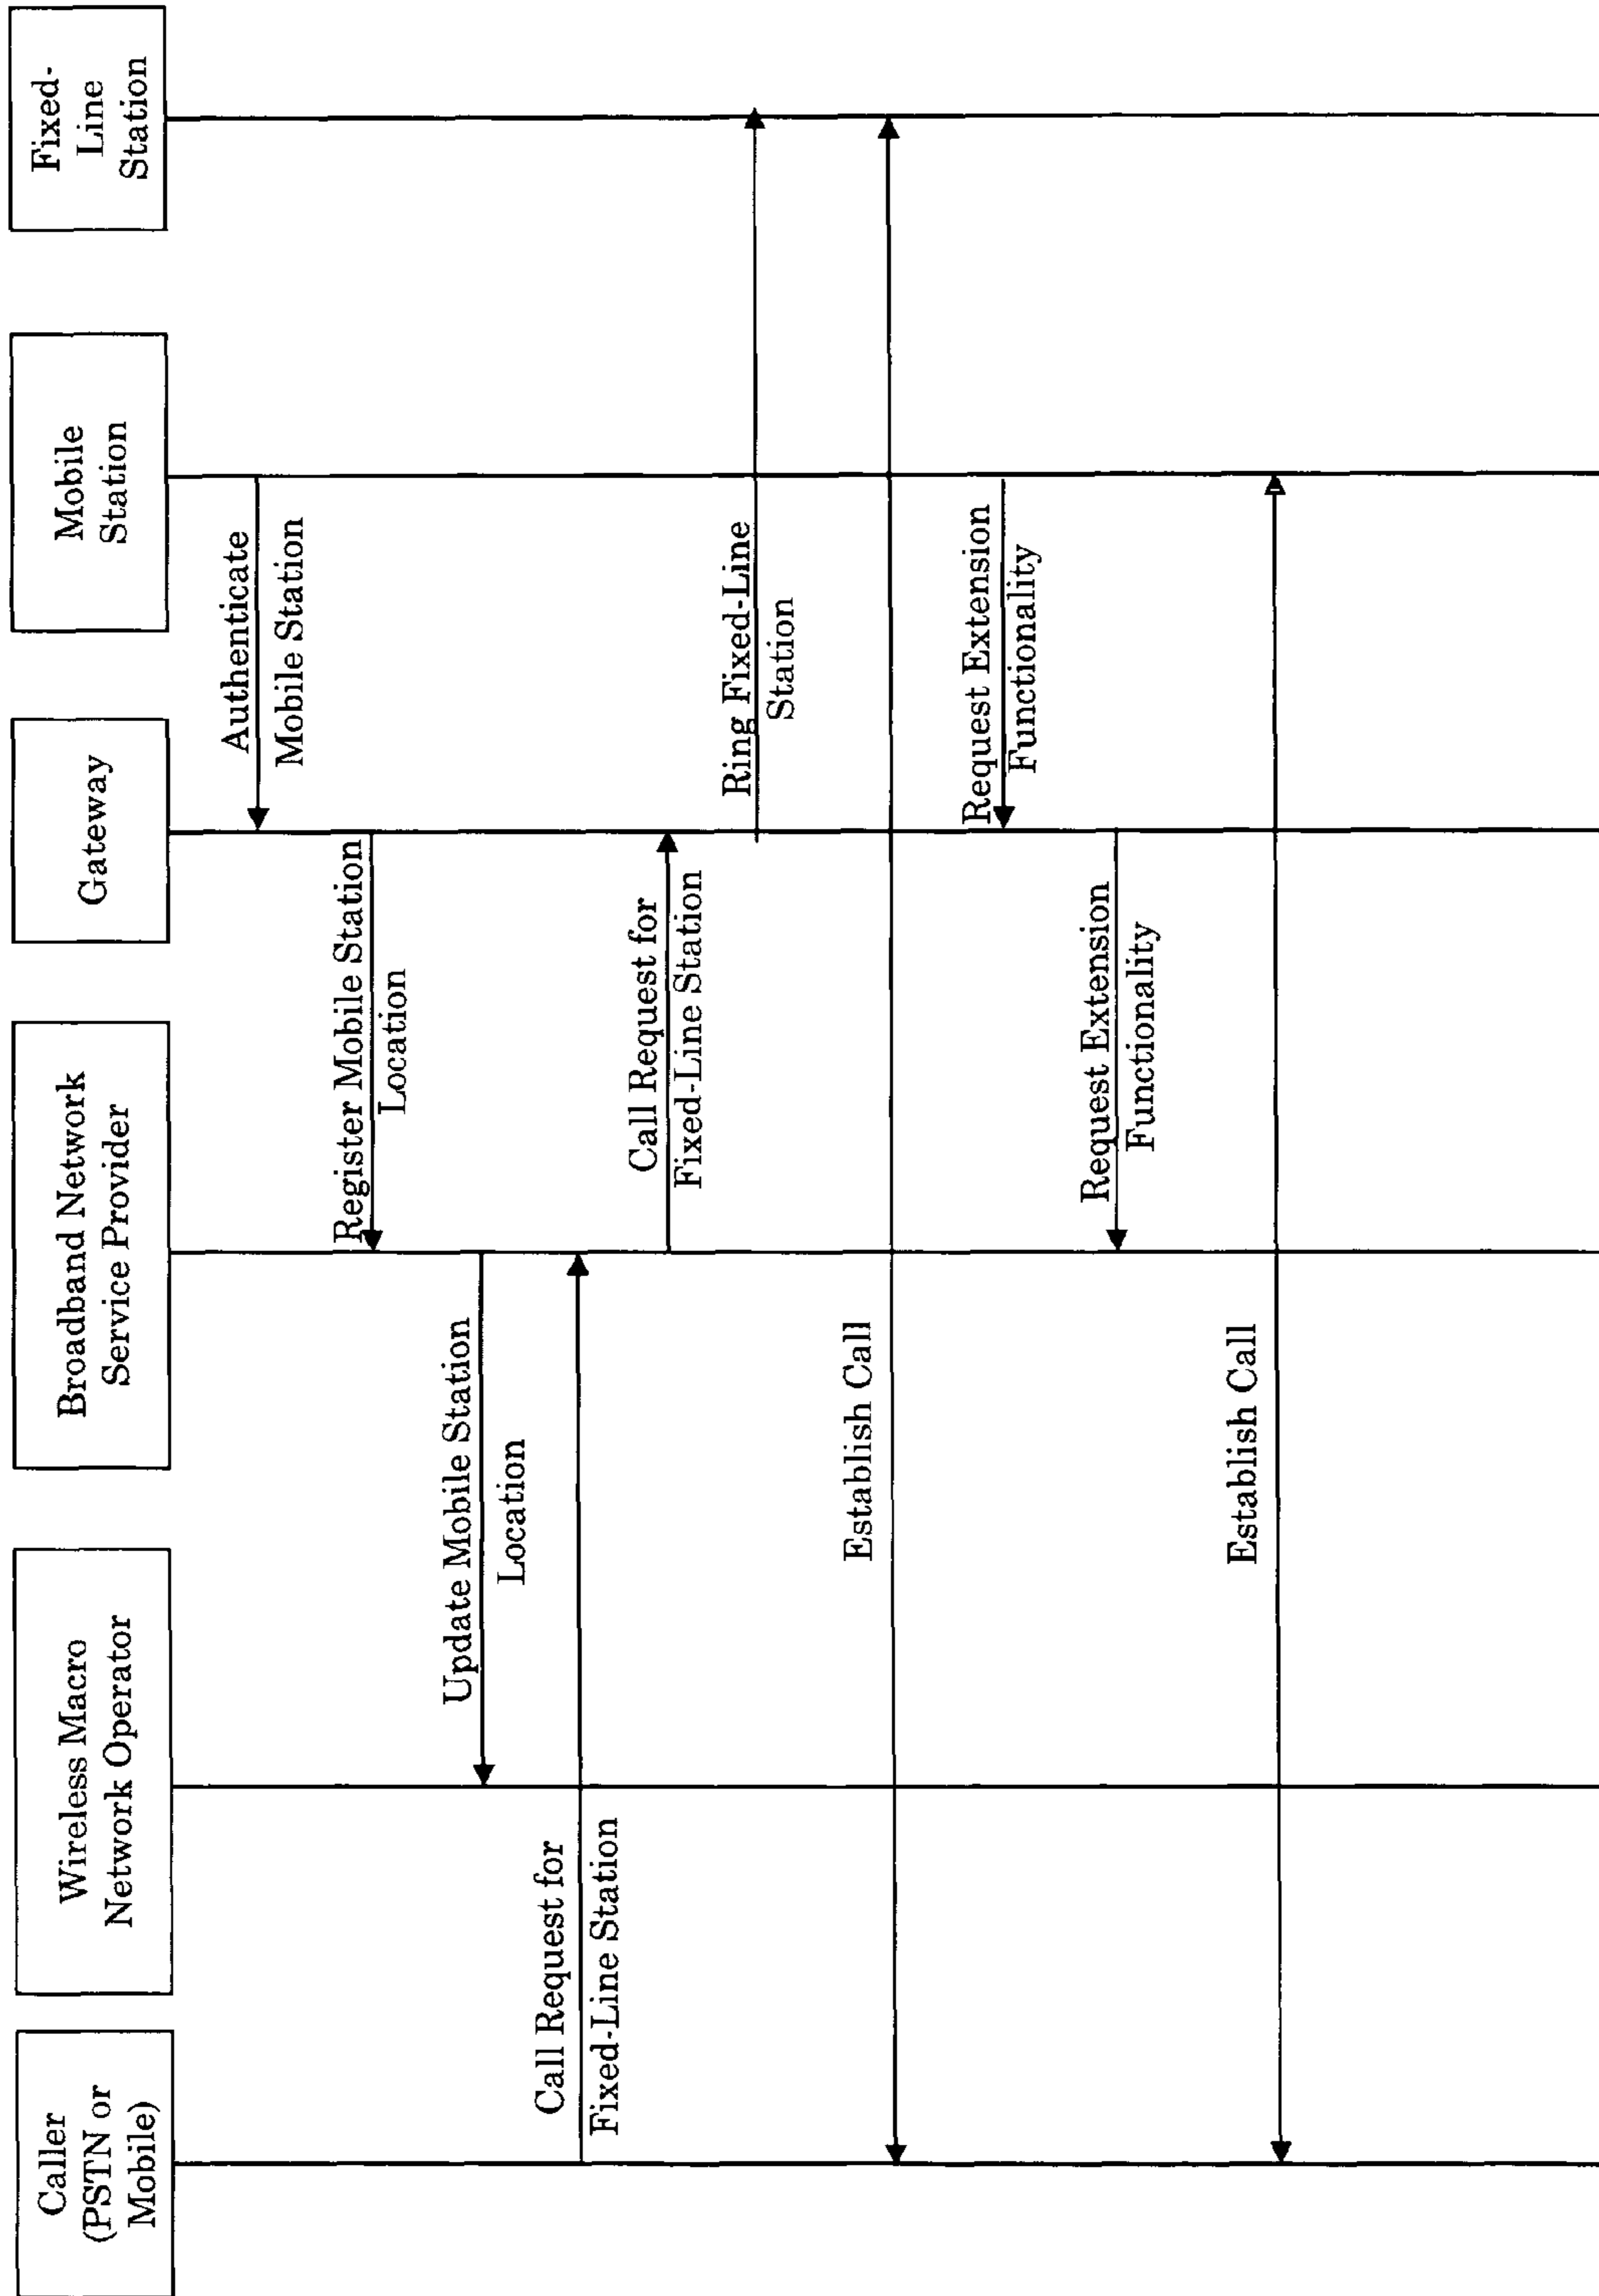 Caller
(PSTN or
Mobile)
Wireless Macro
Network Operator
Broadband Network
Service Provider
Gateway
Mobile
Station
Fixed-
Line
Station
Authenticate
Mobile Station
Register Mobile Station
Location
Update Mobile Station
Location
Call Request for
Fixed-Line Station
Call Request for
Fixed-Line Station
Ring Fixed-Line
Station
Establish Call
Request Extension
Functionality
Request Extension
Functionality
Establish Call